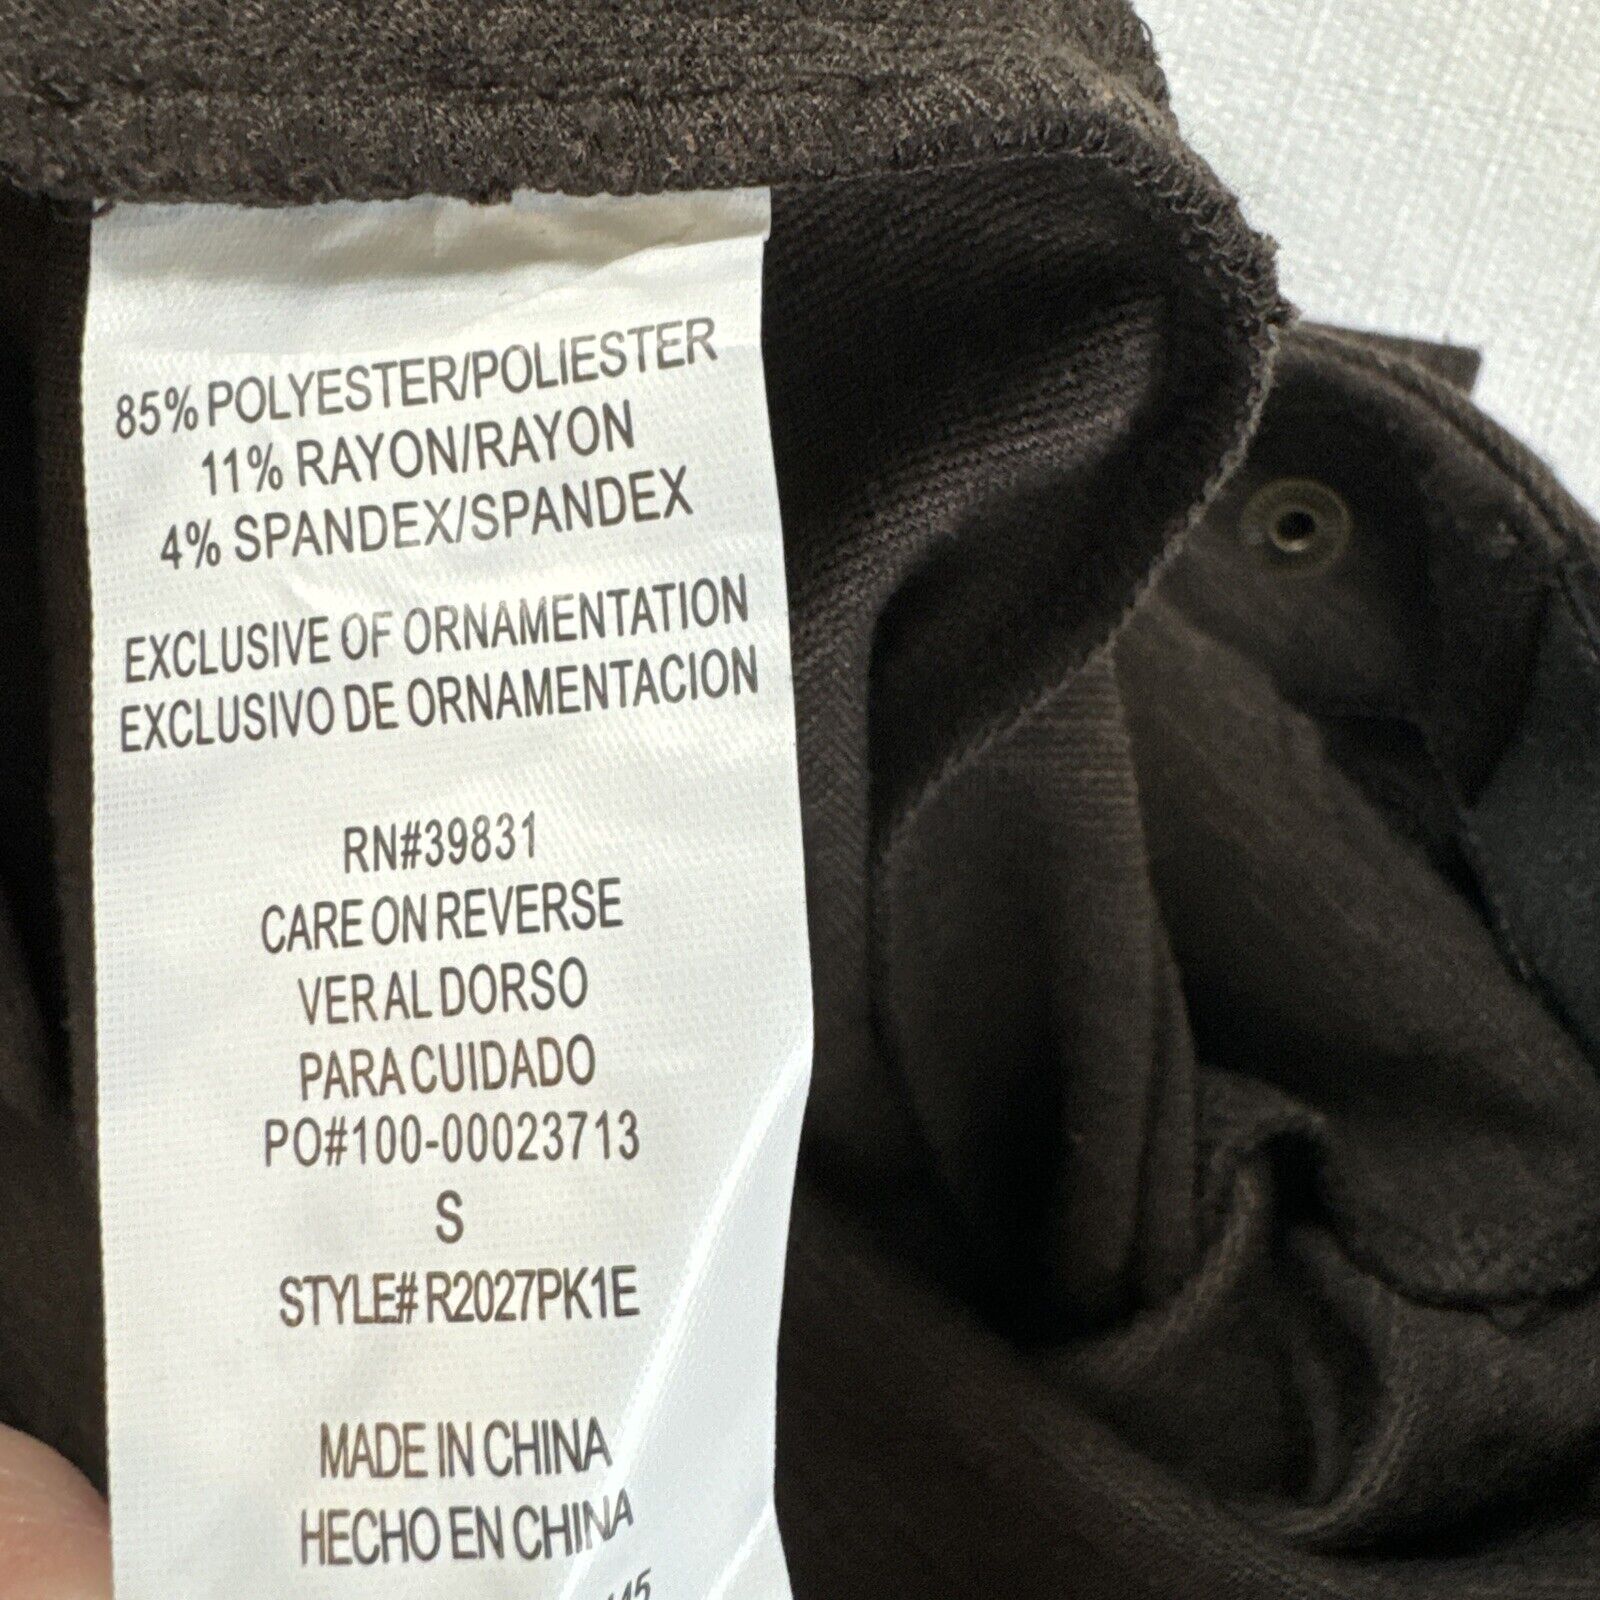 85% POLYESTER/POLIESTER
11% RAYON/RAYON
4% SPANDEX/SPANDEX
EXCLUSIVE OF ORNAMENTATION
EXCLUSIVO DE ORNAMENTACION
RN#39831
CARE ON REVERSE
VER AL DORSO
PARA CUIDADO
PO#100-00023713
S
STYLE# R2027PK1E
MADE IN CHINA
HECHO EN CHINA